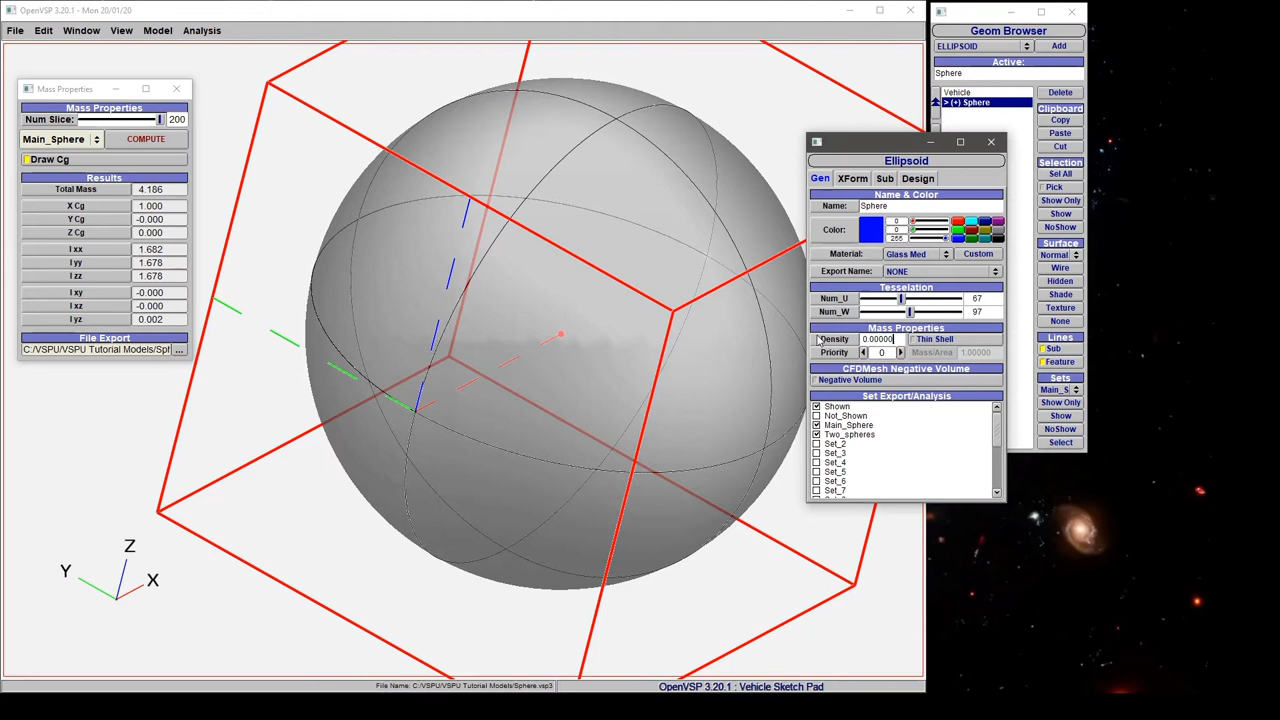 OpenVSP 3.20.1 - Mon 20/01/20
File Edit Window View Model Analysis
Mass Properties
Mass Properties
Num Slice: 200
Main_Sphere COMPUTE
Draw Cg
Results
Total Mass 4.186
X Cg 1.000
Y Cg -0.000
Z Cg 0.000
I xx 1.682
I yy 1.678
I zz 1.678
I xy -0.000
I xz -0.000
I yz 0.002
File Export
C:/VSPU/VSPU Tutorial Models/Spf ...
Z
Y
X
File Name: C:/VSPU/VSPU Tutorial Models/Sphere.vsp3
OpenVSP 3.20.1 : Vehicle Sketch Pad
Ellipsoid
Gen XForm Sub Design
Name & Color
Name: Sphere
Color: 0
0
255
Material: Glass Med Custom
Export Name: NONE
Tesselation
Num_U 67
Num_W 97
Mass Properties
Density 0.00000 Thin Shell
Priority 0 Mass/Area 1.00000
CFDMesh Negative Volume
Negative Volume
Set Export/Analysis
Shown
Not_Shown
Main_Sphere
Two_spheres
Set_2
Set_3
Set_4
Set_5
Set_6
Set_7
Geom Browser
ELLIPSOID Add
Active:
Sphere
Vehicle
> (+) Sphere
Delete
Clipboard
Copy
Paste
Cut
Selection
Sel All
Pick
Show Only
Show
NoShow
Surface
Normal
Wire
Hidden
Shade
Texture
None
Lines
Sub
Feature
Sets
Main_S
Show Only
Show
NoShow
Select